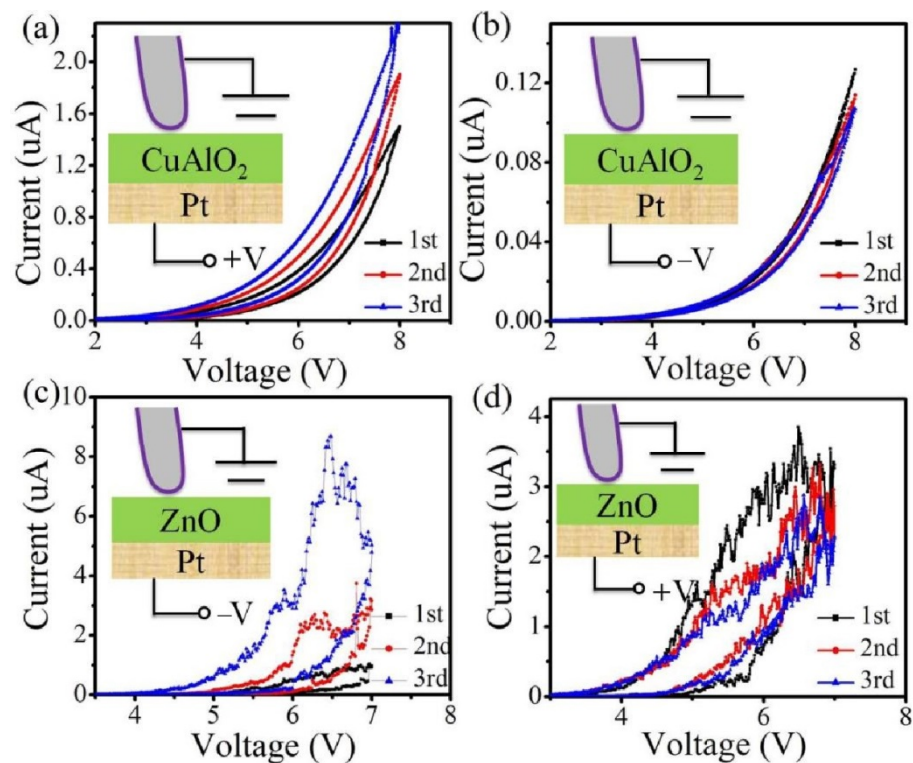 (a)
2.0
1.6
1.2
0.8
0.4
0.0
Current (uA)
CuAlO₂
Pt
+V
1st
2nd
3rd
2 4 6 8
Voltage (V)
(b)
0.12
0.08
0.04
0.00
Current (uA)
CuAlO₂
Pt
–V
1st
2nd
3rd
2 3 4 5 6 7 8 9
Voltage (V)
(c)
10
8
6
4
2
0
Current (uA)
ZnO
Pt
–V
1st
2nd
3rd
4 5 6 7 8
Voltage (V)
(d)
4
3
2
1
0
Current (uA)
ZnO
Pt
+V
1st
2nd
3rd
4 6 8
Voltage (V)